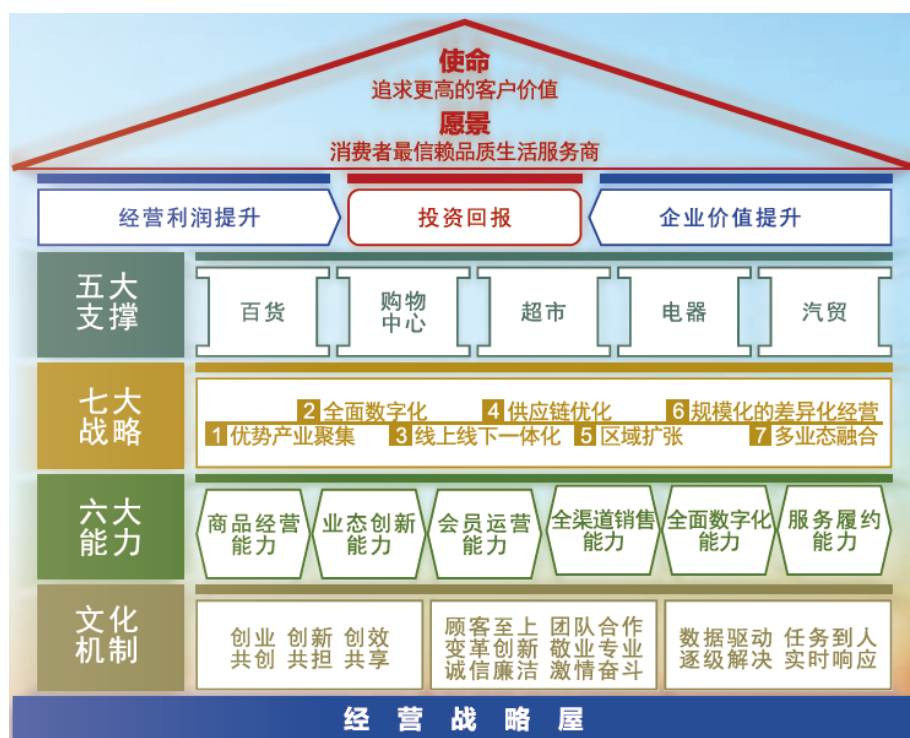 使命
追求更高的客户价值
愿景
消费者最信赖品质生活服务商
经营利润提升
投资回报
企业价值提升
五大
支撑
百货
购物
中心
超市
电器
汽贸
七大
战略
2 全面数字化 4 供应链优化 6 规模化的差异化经营
1 优势产业聚集 3 线上线下一体化 5 区域扩张 7 多业态融合
六大
能力
商品经营
能力
业态创新
能力
会员运营
能力
全渠道销售
能力
全面数字化
能力
服务履约
能力
文化
机制
创业 创新 创效
共创 共担 共享
顾客至上 团队合作
变革创新 敬业专业
诚信廉洁 激情奋斗
数据驱动 任务到人
逐级解决 实时响应
经营战略屋